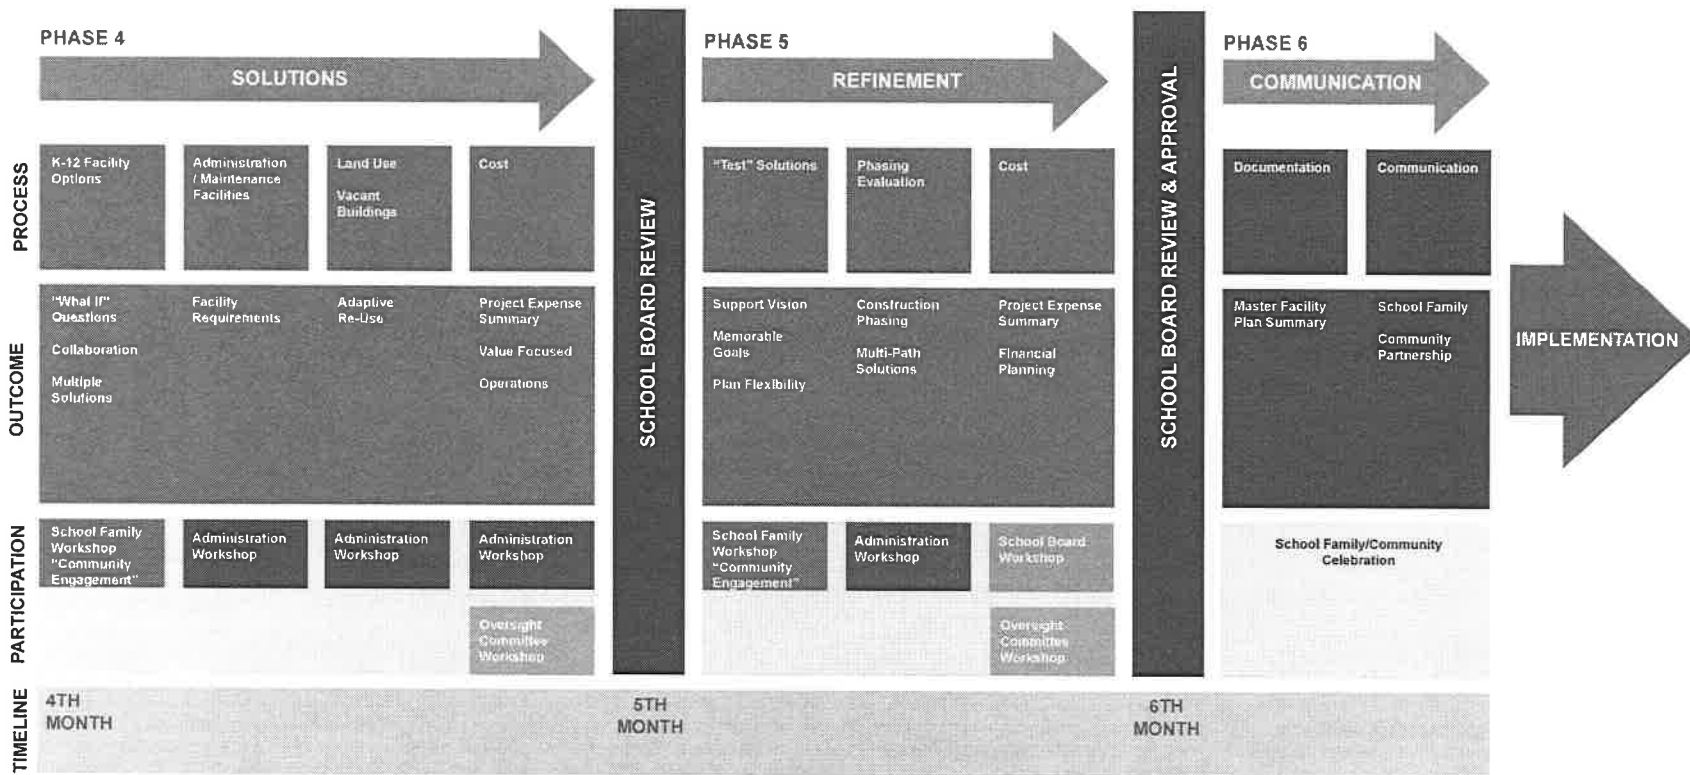 PHASE 4
SOLUTIONS
PROCESS
K-12 Facility
Options
Administration
/ Maintenance
Facilities
Land Use
Vacant
Buildings
Cost
OUTCOME
"What If"
Questions
Collaboration
Multiple
Solutions
Facility
Requirements
Adaptive
Re-Use
Project Expense
Summary
Value Focused
Operations
PARTICIPATION
School Family
Workshop
"Community
Engagement"
Administration
Workshop
Administration
Workshop
Administration
Workshop
Oversight
Committee
Workshop
SCHOOL BOARD REVIEW
PHASE 5
REFINEMENT
"Test" Solutions
Phasing
Evaluation
Cost
Support Vision
Memorable
Goals
Plan Flexibility
Construction
Phasing
Multi-Path
Solutions
Project Expense
Summary
Financial
Planning
School Family
Workshop
"Community
Engagement"
Administration
Workshop
School Board
Workshop
Oversight
Committee
Workshop
SCHOOL BOARD REVIEW & APPROVAL
PHASE 6
COMMUNICATION
Documentation
Communication
Master Facility
Plan Summary
School Family
Community
Partnership
School Family/Community
Celebration
IMPLEMENTATION
TIMELINE
4TH
MONTH
5TH
MONTH
6TH
MONTH